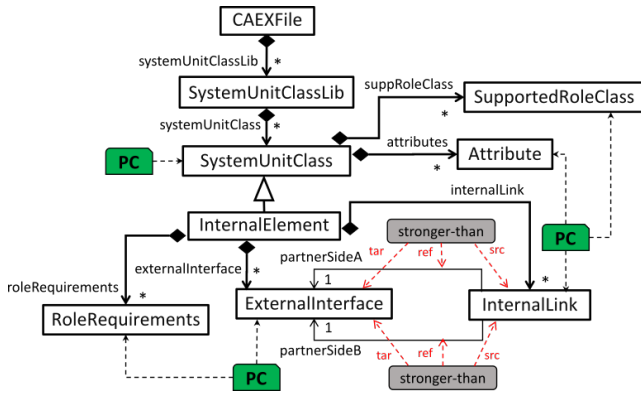 CAEXFile
systemUnitClassLib
*
SystemUnitClassLib
suppRoleClass
SupportedRoleClass
*
systemUnitClass
*
PC
SystemUnitClass
attributes
*
Attribute
internalLink
InternalElement
stronger-than
PC
partnerSideA
tar
ref
src
externalInterface
*
roleRequirements
*
1
*
RoleRequirements
ExternalInterface
InternalLink
1
partnerSideB
tar
ref
src
PC
stronger-than